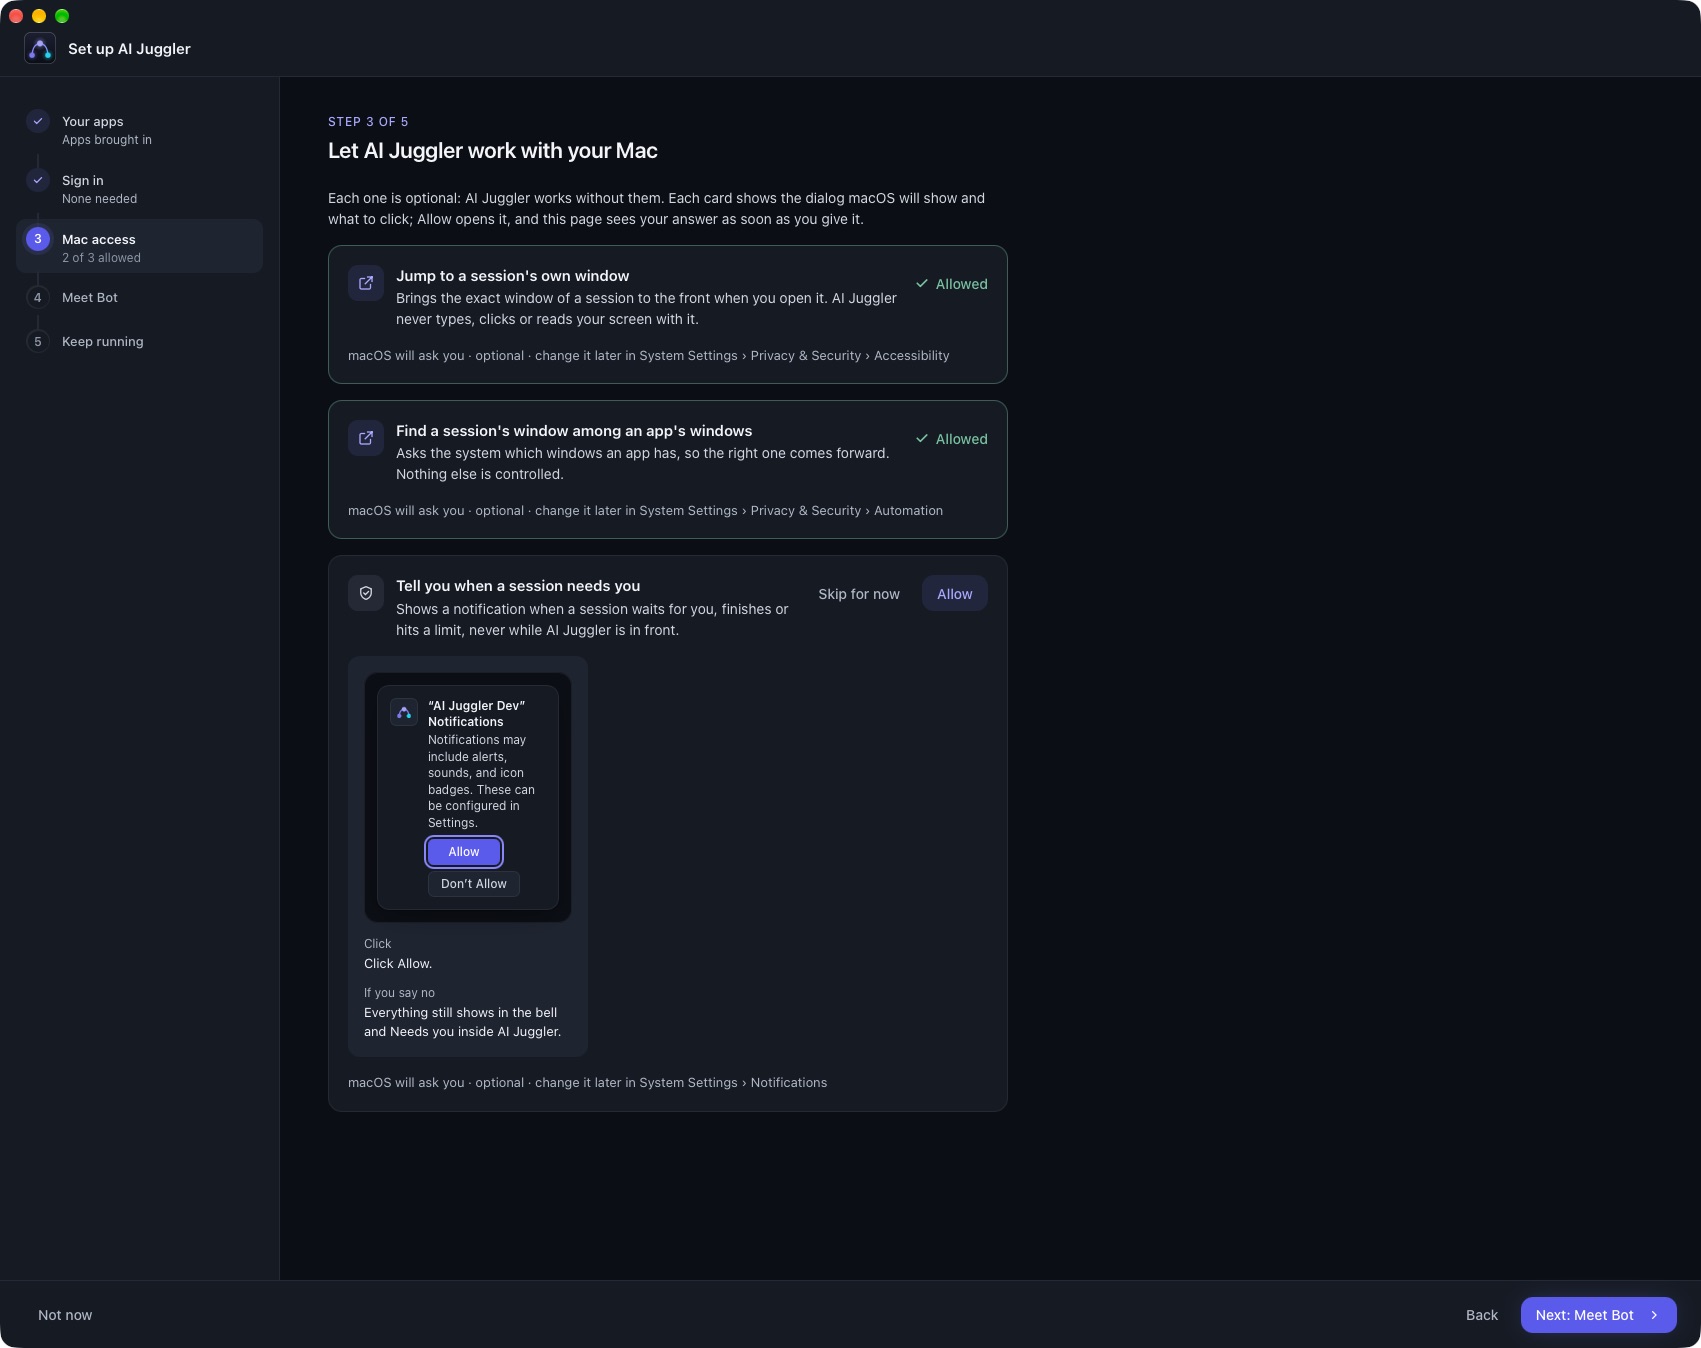 Set up AI Juggler
Your apps
Apps brought in
Sign in
None needed
3
Mac access
2 of 3 allowed
4
Meet Bot
5
Keep running
STEP 3 OF 5
Let AI Juggler work with your Mac
Each one is optional: AI Juggler works without them. Each card shows the dialog macOS will show and
what to click; Allow opens it, and this page sees your answer as soon as you give it.
Jump to a session's own window
Allowed
Brings the exact window of a session to the front when you open it. AI Juggler
never types, clicks or reads your screen with it.
macOS will ask you · optional · change it later in System Settings › Privacy & Security › Accessibility
Find a session's window among an app's windows
Allowed
Asks the system which windows an app has, so the right one comes forward.
Nothing else is controlled.
macOS will ask you · optional · change it later in System Settings › Privacy & Security › Automation
Tell you when a session needs you
Skip for now
Allow
Shows a notification when a session waits for you, finishes or
hits a limit, never while AI Juggler is in front.
“AI Juggler Dev”
Notifications
Notifications may
include alerts,
sounds, and icon
badges. These can
be configured in
Settings.
Allow
Don’t Allow
Click
Click Allow.
If you say no
Everything still shows in the bell
and Needs you inside AI Juggler.
macOS will ask you · optional · change it later in System Settings › Notifications
Not now
Back
Next: Meet Bot